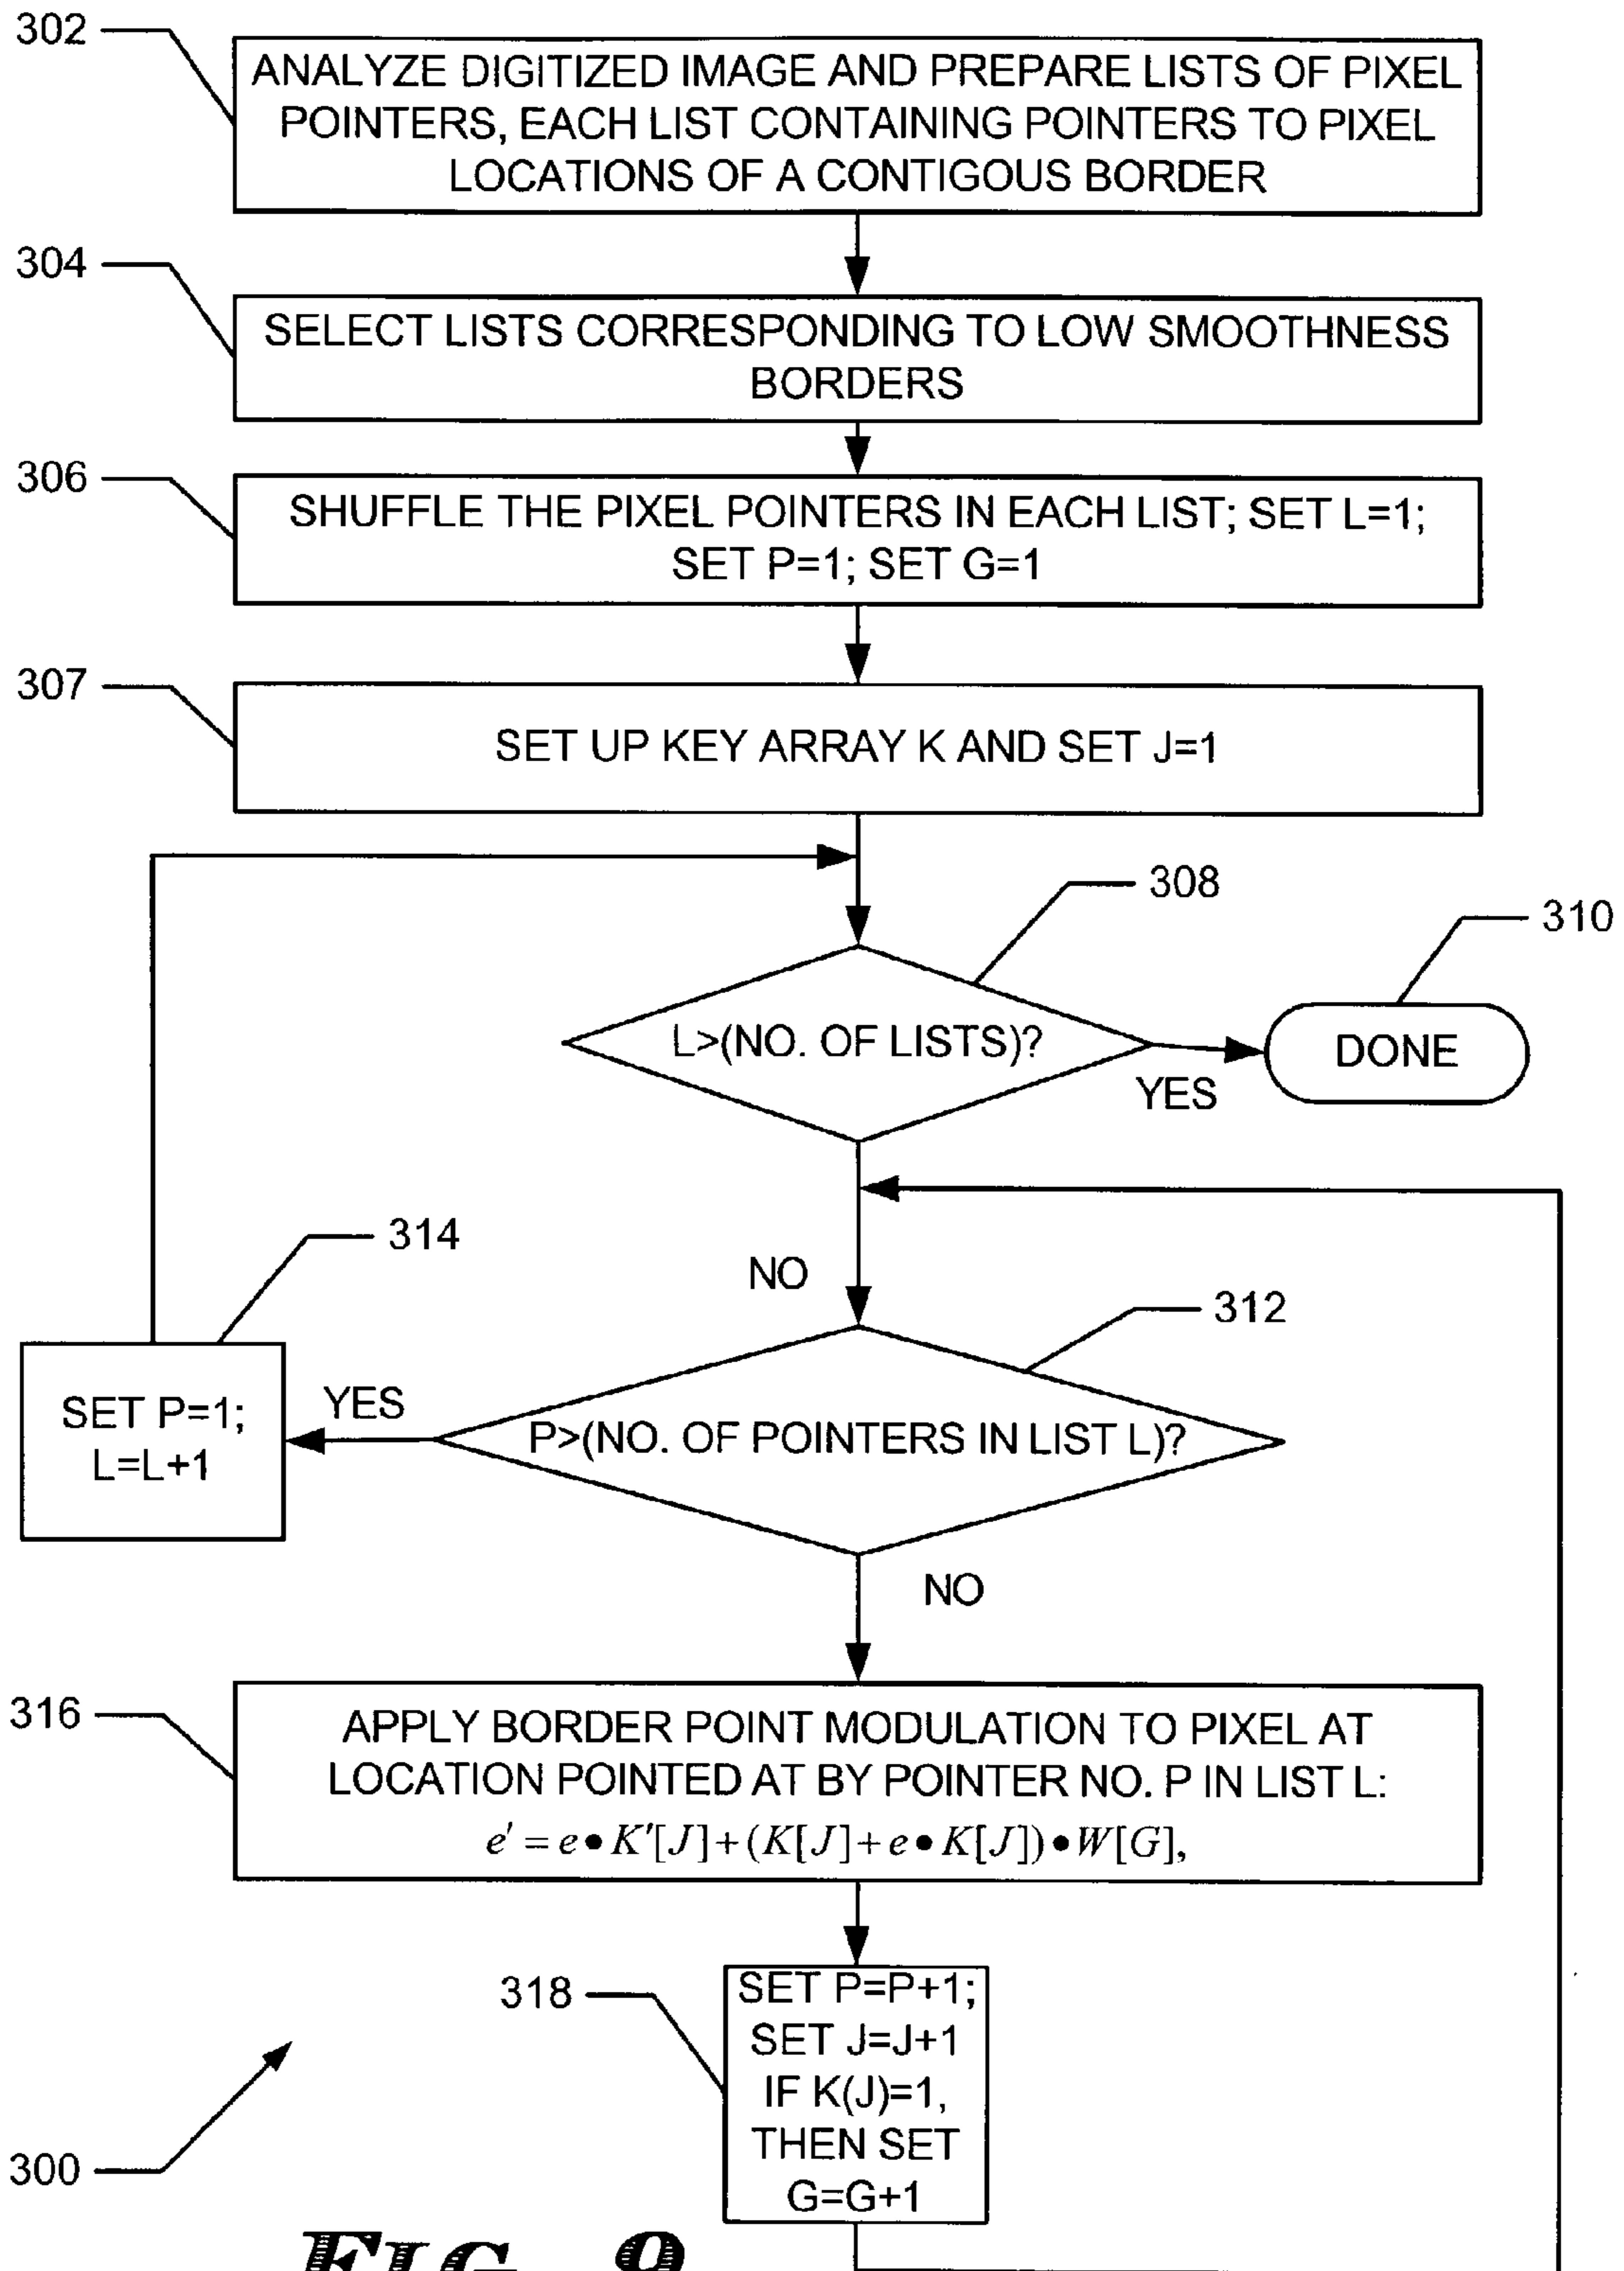 302
ANALYZE DIGITIZED IMAGE AND PREPARE LISTS OF PIXEL
POINTERS, EACH LIST CONTAINING POINTERS TO PIXEL
LOCATIONS OF A CONTIGOUS BORDER
304
SELECT LISTS CORRESPONDING TO LOW SMOOTHNESS
BORDERS
306
SHUFFLE THE PIXEL POINTERS IN EACH LIST; SET L=1;
SET P=1; SET G=1
307
SET UP KEY ARRAY K AND SET J=1
308
310
L>(NO. OF LISTS)?
DONE
YES
314
NO
312
SET P=1;
L=L+1
YES
P>(NO. OF POINTERS IN LIST L)?
NO
316
APPLY BORDER POINT MODULATION TO PIXEL AT
LOCATION POINTED AT BY POINTER NO. P IN LIST L:
e' = e • K'[J] + (K[J] + e • K[J]) • W[G],
318
SET P=P+1;
SET J=J+1
IF K(J)=1,
THEN SET
G=G+1
300
FIG. 9